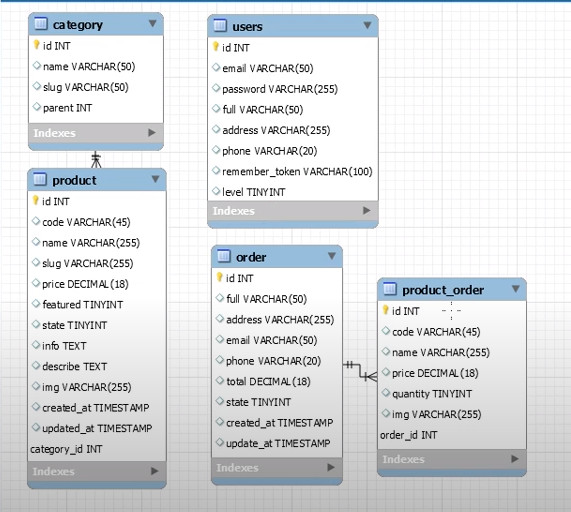 category
id INT
name VARCHAR(50)
slug VARCHAR(50)
parent INT
Indexes
product
id INT
code VARCHAR(45)
name VARCHAR(255)
slug VARCHAR(255)
price DECIMAL(18)
featured TINYINT
state TINYINT
info TEXT
describe TEXT
img VARCHAR(255)
created_at TIMESTAMP
updated_at TIMESTAMP
category_id INT
Indexes
users
id INT
email VARCHAR(50)
password VARCHAR(255)
full VARCHAR(50)
address VARCHAR(255)
phone VARCHAR(20)
remember_token VARCHAR(100)
level TINYINT
Indexes
order
id INT
full VARCHAR(50)
address VARCHAR(255)
email VARCHAR(50)
phone VARCHAR(20)
total DECIMAL(18)
state TINYINT
created_at TIMESTAMP
update_at TIMESTAMP
Indexes
product_order
id INT
code VARCHAR(45)
name VARCHAR(255)
price DECIMAL(18)
quantity TINYINT
img VARCHAR(255)
order_id INT
Indexes